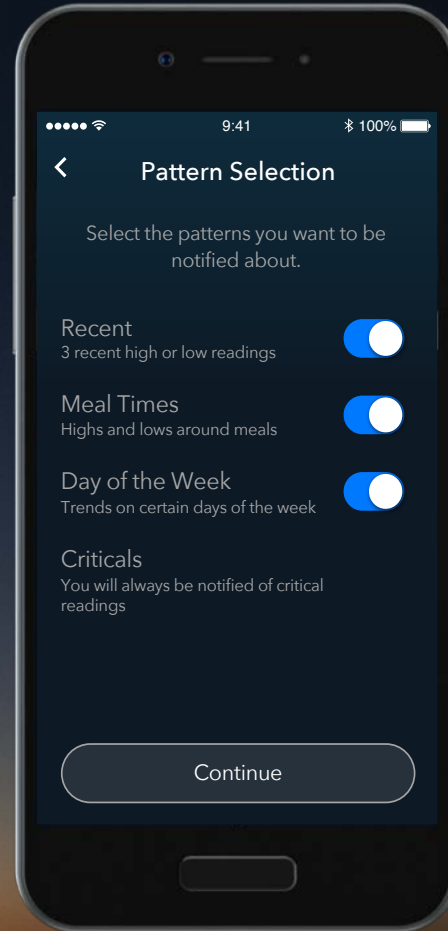 9:41
100%
Pattern Selection
Select the patterns you want to be
notified about.
Recent
3 recent high or low readings
Meal Times
Highs and lows around meals
Day of the Week
Trends on certain days of the week
Criticals
You will always be notified of critical
readings
Continue